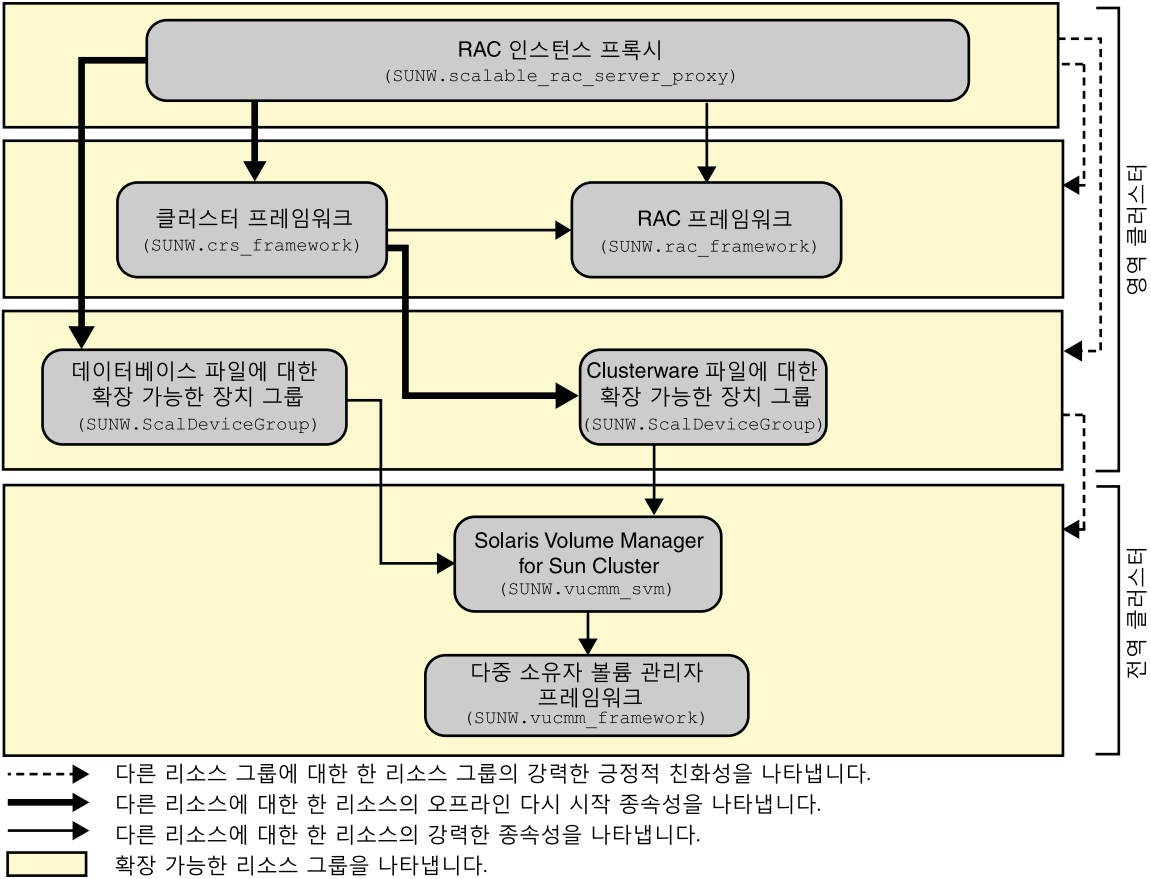 RAC 인스턴스 프록시
(SUNW.scalable_rac_server_proxy)
클러스터 프레임워크
(SUNW.crs_framework)
RAC 프레임워크
(SUNW.rac_framework)
영역 클러스터
데이터베이스 파일에 대한
확장 가능한 장치 그룹
(SUNW.ScalDeviceGroup)
Clusterware 파일에 대한
확장 가능한 장치 그룹
(SUNW.ScalDeviceGroup)
Solaris Volume Manager
for Sun Cluster
(SUNW.vucmm_svm)
전역 클러스터
다중 소유자 볼륨 관리자
프레임워크
(SUNW.vucmm_framework)
다른 리소스 그룹에 대한 한 리소스 그룹의 강력한 긍정적 친화성을 나타냅니다.
다른 리소스에 대한 한 리소스의 오프라인 다시 시작 종속성을 나타냅니다.
다른 리소스에 대한 한 리소스의 강력한 종속성을 나타냅니다.
확장 가능한 리소스 그룹을 나타냅니다.